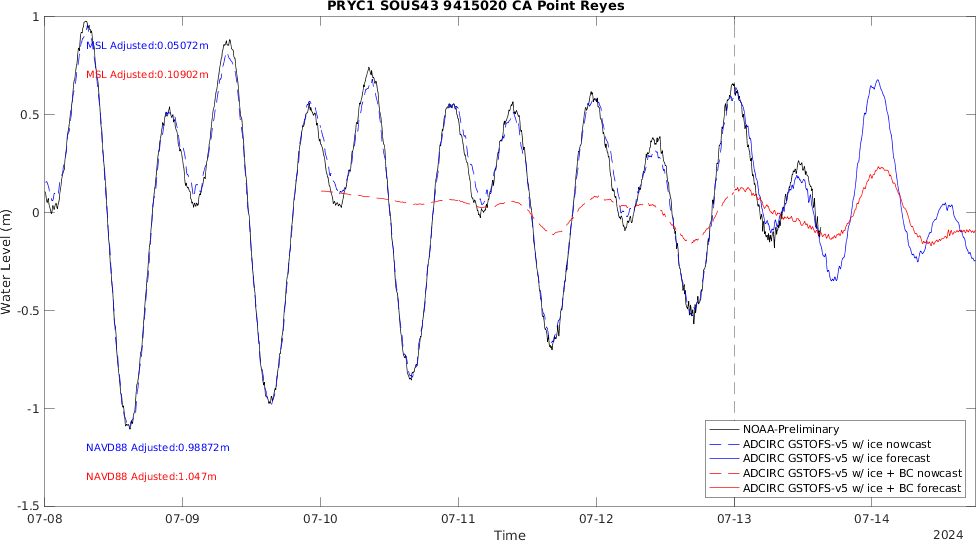 PRYC1 SOUS43 9415020 CA Point Reyes
MSL Adjusted:0.05072m
MSL Adjusted:0.10902m
1
0.5
0
-0.5
-1
-1.5
Water Level (m)
NAVD88 Adjusted:0.98872m
NAVD88 Adjusted:1.047m
NOAA-Preliminary
ADCIRC GSTOFS-v5 w/ ice nowcast
ADCIRC GSTOFS-v5 w/ ice forecast
ADCIRC GSTOFS-v5 w/ ice + BC nowcast
ADCIRC GSTOFS-v5 w/ ice + BC forecast
07-08 07-09 07-10 07-11 07-12 07-13 07-14
Time
2024